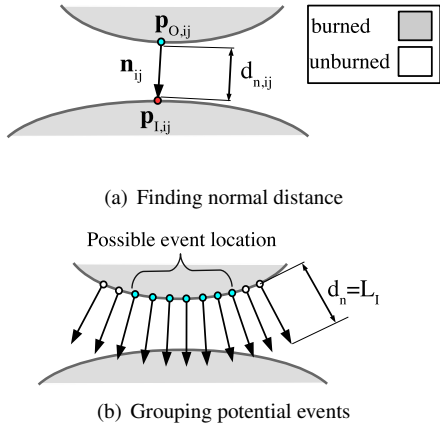 p_O,ij
burned
unburned
n_ij
d_n,ij
p_I,ij
(a) Finding normal distance
Possible event location
d_n=L_I
(b) Grouping potential events